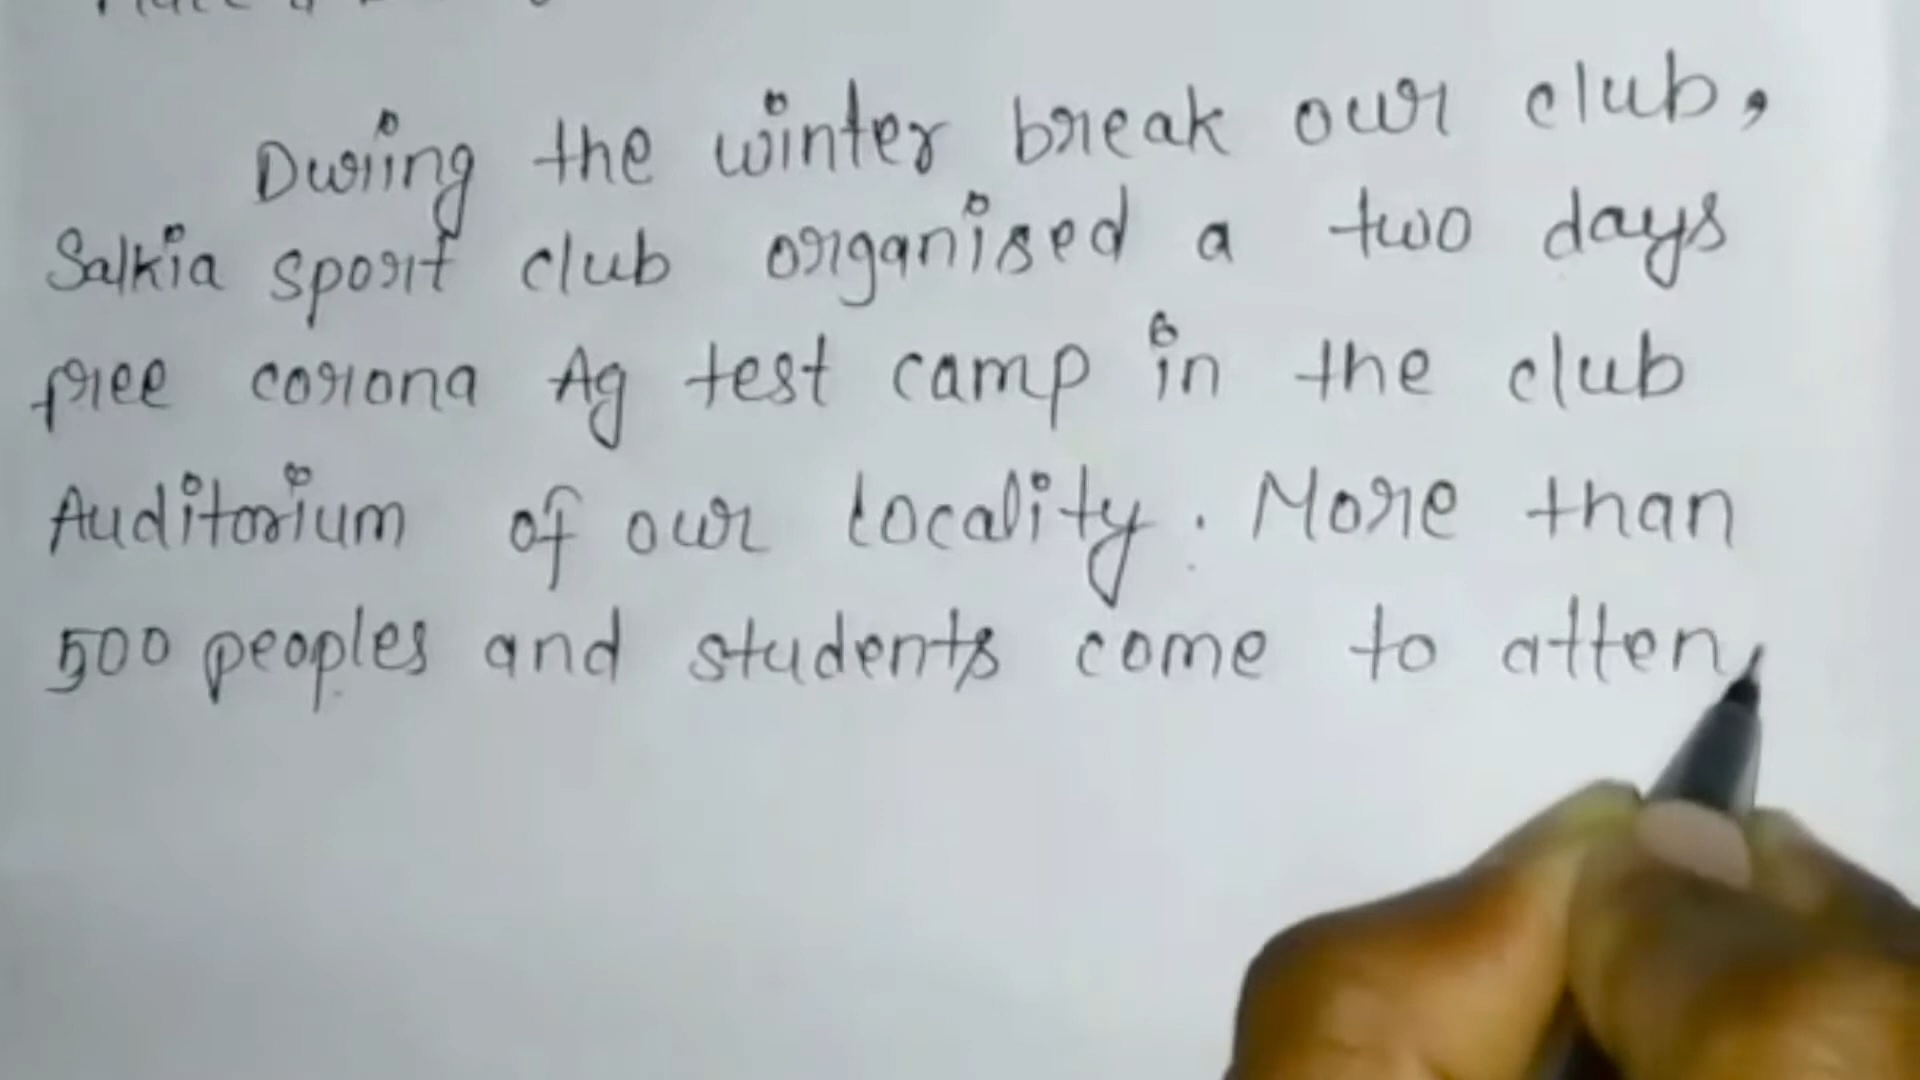 During the winter break our club,
Salkia sport club organised a two days
free corona Ag test camp in the club
Auditorium of our locality. More than
500 peoples and students come to atten